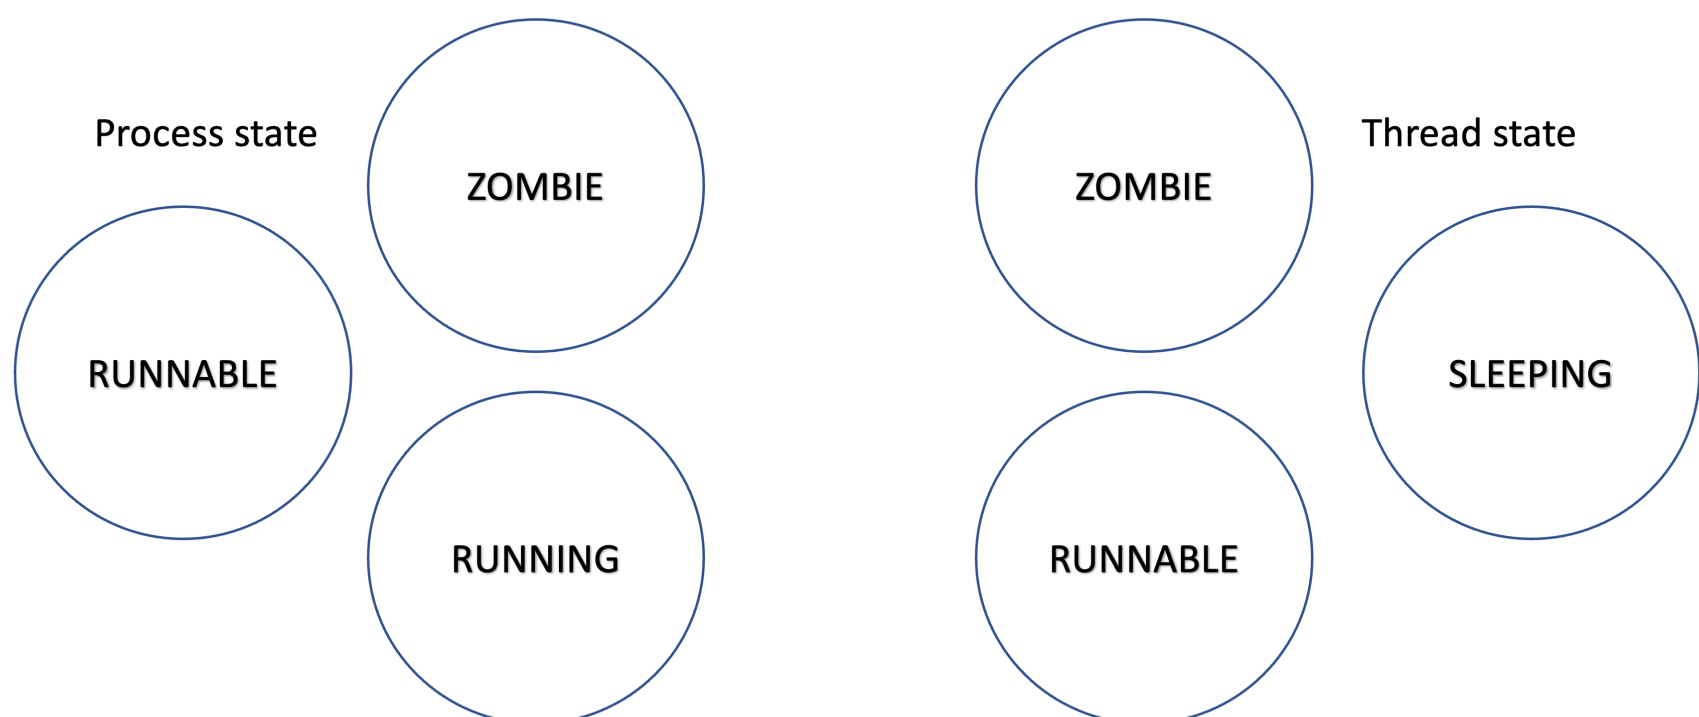 Process state
ZOMBIE
RUNNABLE
RUNNING
Thread state
ZOMBIE
SLEEPING
RUNNABLE